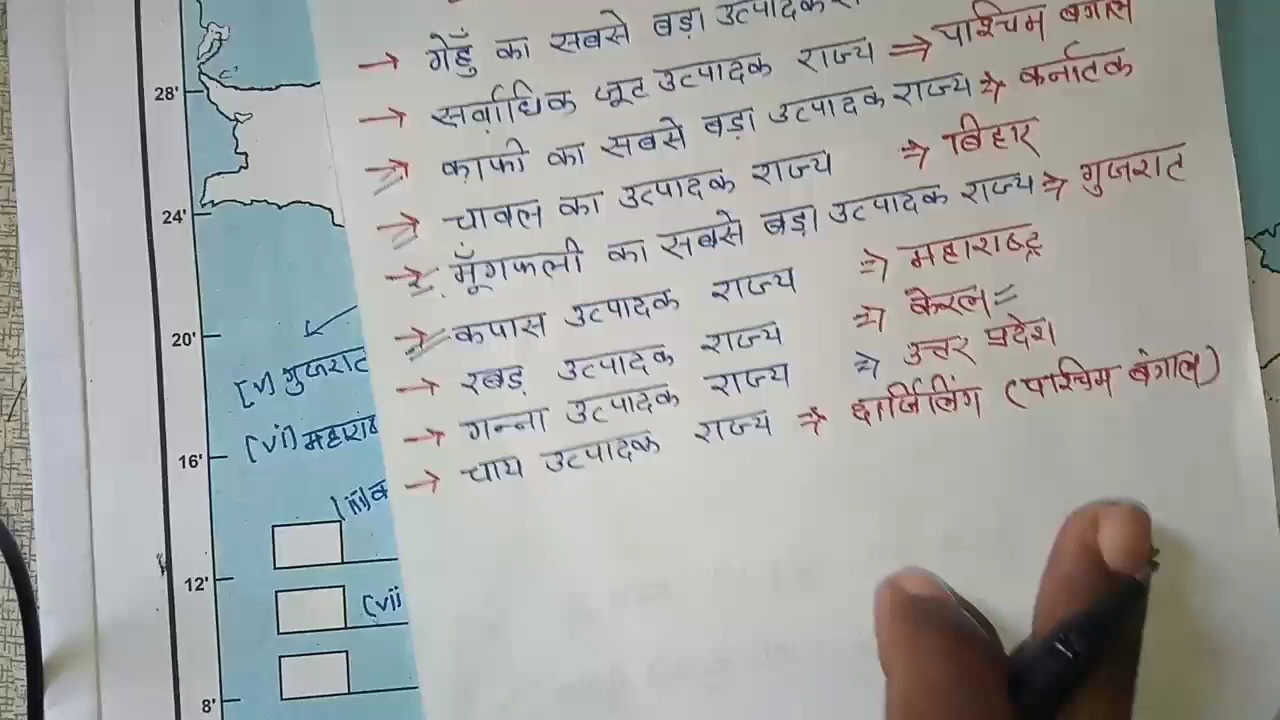 → गेहुँ का सबसे बड़ा उत्पादक
→ सर्वाधिक जूट उत्पादक राज्य ⇒ पश्चिम बंगाल
→ काफी का सबसे बड़ा उत्पादक राज्य ⇒ कर्नाटक
→ चावल का उत्पादक राज्य ⇒ बिहार
→ मूँगफली का सबसे बड़ा उत्पादक राज्य ⇒ गुजरात
→ कपास उत्पादक राज्य ⇒ महाराष्ट्र
→ रबड़ उत्पादक राज्य ⇒ केरल
→ गन्ना उत्पादक राज्य ⇒ उत्तर प्रदेश
→ चाय उत्पादक राज्य ⇒ दार्जिलिंग (पश्चिम बंगाल)
28'
24'
20'
16'
12'
8'
[v) गुजरात
(vi) महाराष्
(iii)
(vii